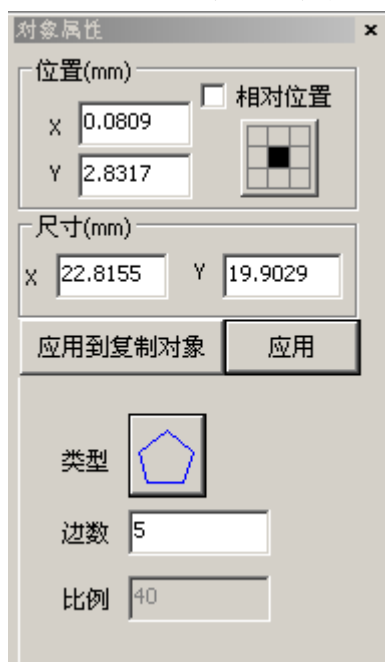 对象属性 ×
位置(mm)
相对位置
X 0.0809
Y 2.8317
尺寸(mm)
X 22.8155 Y 19.9029
应用到复制对象 应用
类型
边数 5
比例 40